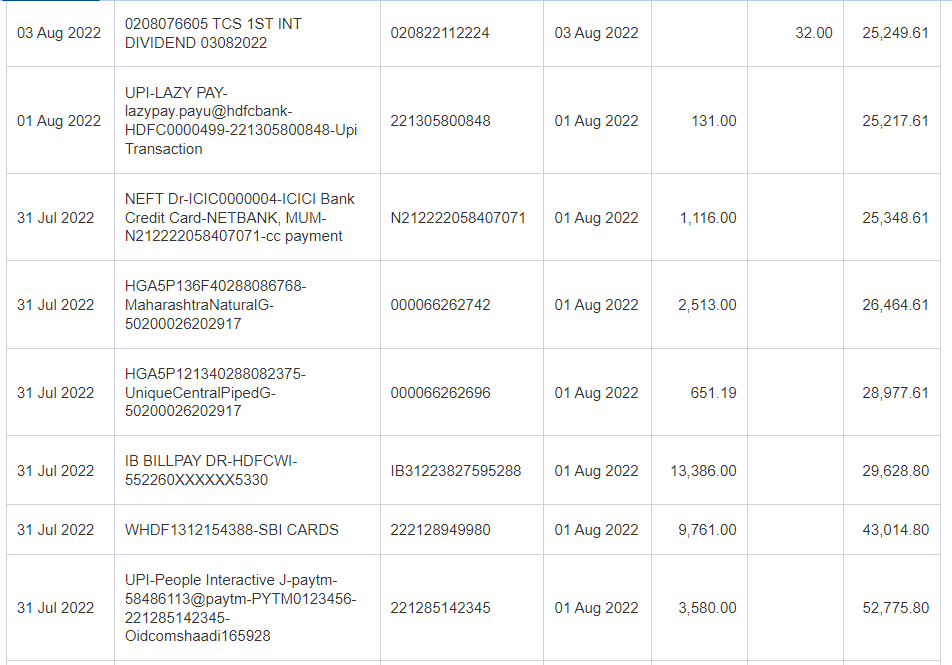 03 Aug 2022 0208076605 TCS 1ST INT DIVIDEND 03082022 020822112224 03 Aug 2022 32.00 25,249.61
01 Aug 2022 UPI-LAZY PAY-lazypay.payu@hdfcbank-HDFC0000499-221305800848-Upi Transaction 221305800848 01 Aug 2022 131.00 25,217.61
31 Jul 2022 NEFT Dr-ICIC0000004-ICICI Bank Credit Card-NETBANK, MUM-N212222058407071-cc payment N212222058407071 01 Aug 2022 1,116.00 25,348.61
31 Jul 2022 HGA5P136F40288086768-MaharashtraNaturalG-50200026202917 000066262742 01 Aug 2022 2,513.00 26,464.61
31 Jul 2022 HGA5P121340288082375-UniqueCentralPipedG-50200026202917 000066262696 01 Aug 2022 651.19 28,977.61
31 Jul 2022 IB BILLPAY DR-HDFCWI-552260XXXXXX5330 IB31223827595288 01 Aug 2022 13,386.00 29,628.80
31 Jul 2022 WHDF1312154388-SBI CARDS 222128949980 01 Aug 2022 9,761.00 43,014.80
31 Jul 2022 UPI-People Interactive J-paytm-58486113@paytm-PYTM0123456-221285142345-Oidcomshaadi165928 221285142345 01 Aug 2022 3,580.00 52,775.80